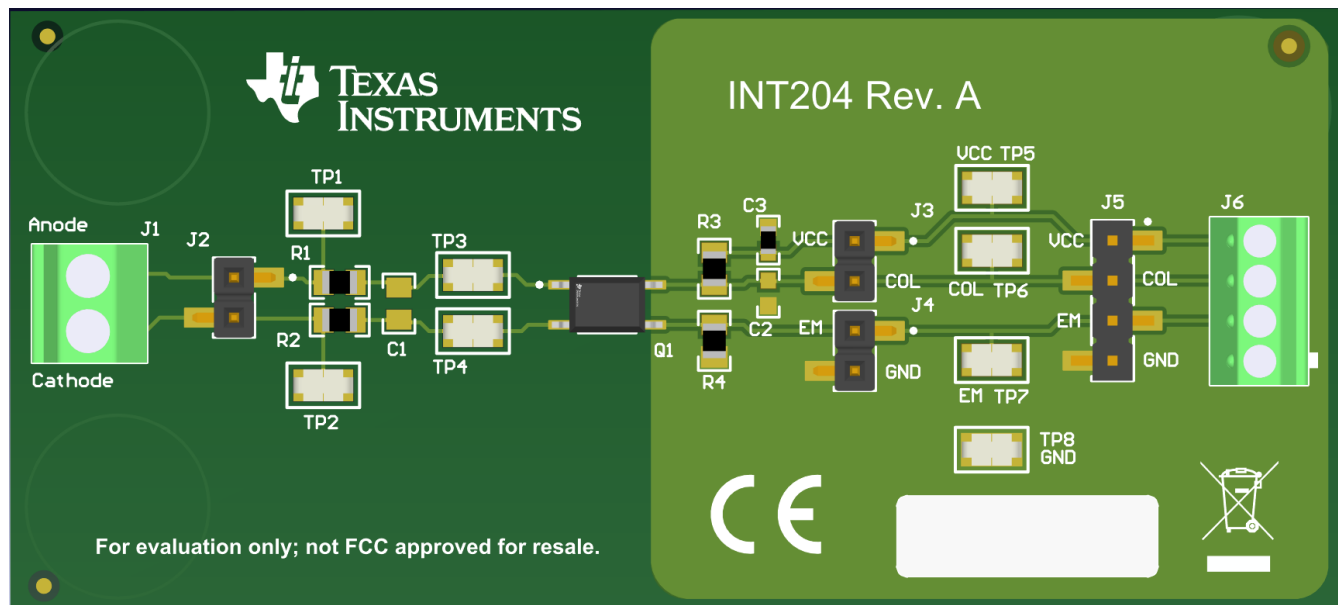 TEXAS
INSTRUMENTS
INT204 Rev. A
VCC TP5
TP1
C3
J3
J5
J6
R3
Anode
J1
J2
R1
TP3
VCC
VCC
COL
COL TP6
COL
R2
C1
C2
EM
J4
EM
TP4
Q1
Cathode
R4
GND
GND
EM TP7
TP2
TP8
GND
CE
For evaluation only; not FCC approved for resale.